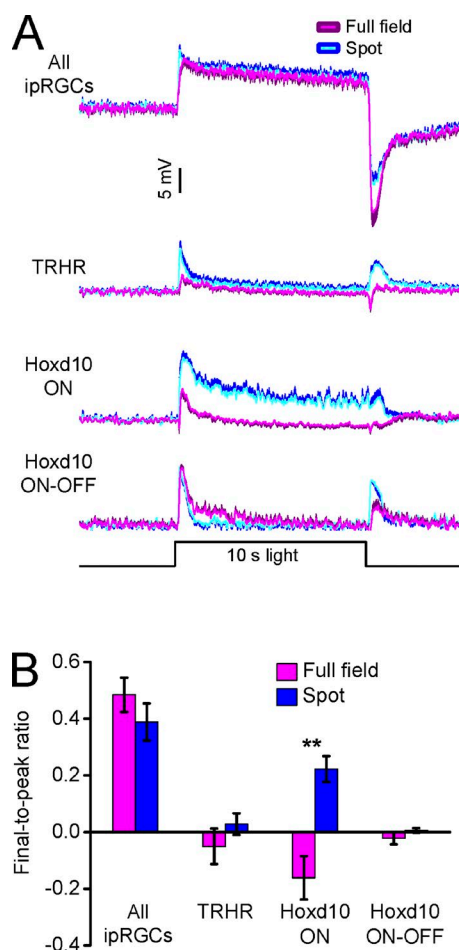 A
Full field
Spot
All
ipRGCs
5 mV
TRHR
Hoxd10
ON
Hoxd10
ON-OFF
10 s light
B
Full field
Spot
Final-to-peak ratio
0.6
0.4
0.2
0.0
-0.2
-0.4
**
All
ipRGCs
TRHR
Hoxd10
ON
Hoxd10
ON-OFF